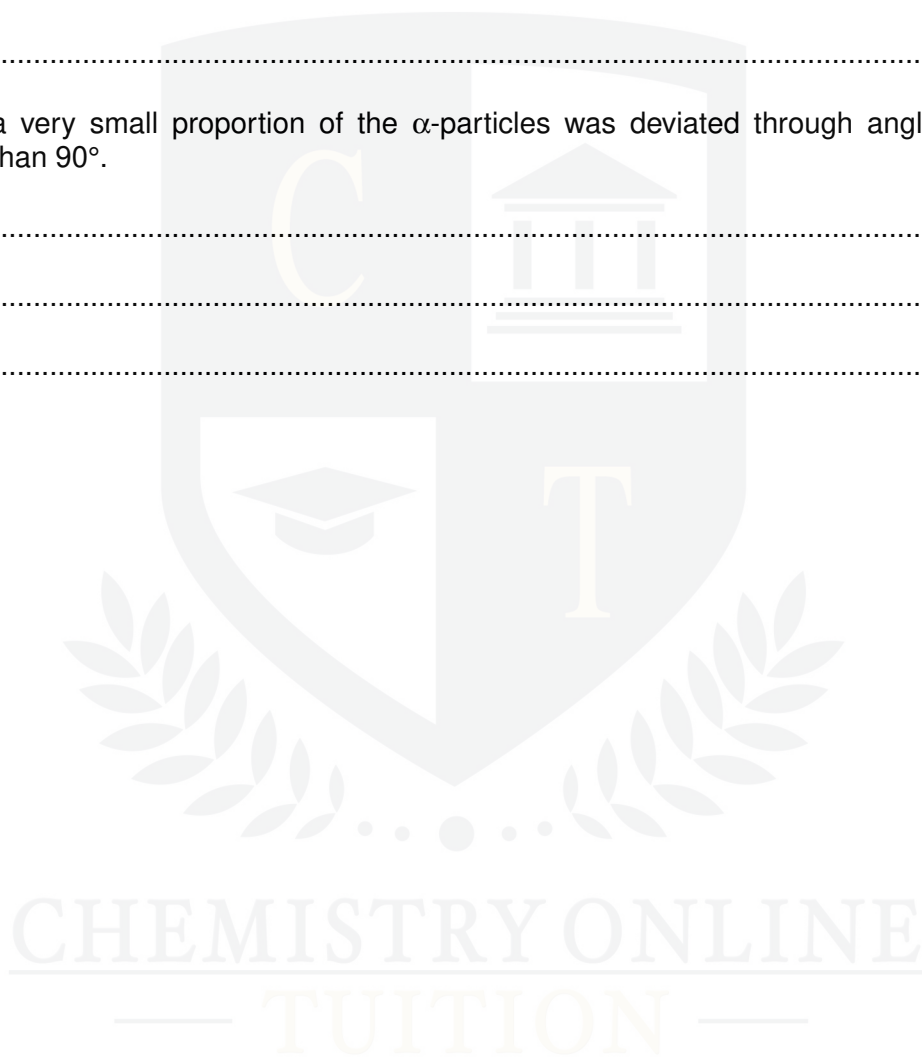 a very small proportion of the α-particles was deviated through angl
han 90°.
C
T
CHEMISTRY ONLINE
TUITION